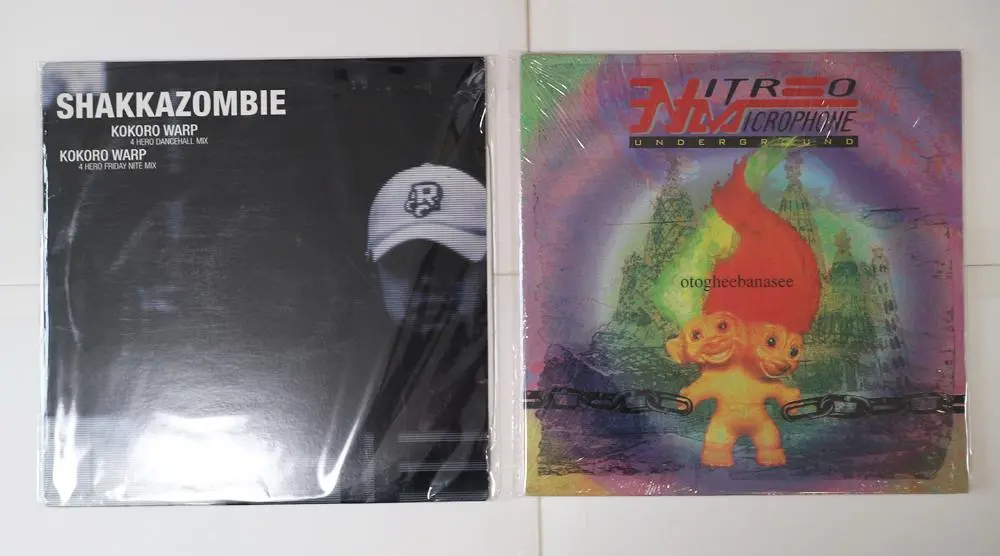 SHAKKAZOMBIE
KOKORO WARP
4 HERO DANCEHALL MIX
KOKORO WARP
4 HERO FRIDAY NITE MIX
R
NITRO
MICROPHONE
UNDERGROUND
otogheebanasee